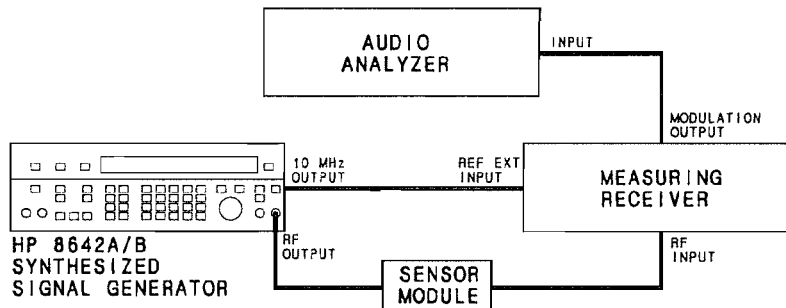 AUDIO
ANALYZER
INPUT
MODULATION
OUTPUT
10 MHz
OUTPUT
REF EXT
INPUT
MEASURING
RECEIVER
HP 8642A/B
SYNTHESIZED
SIGNAL GENERATOR
RF
OUTPUT
SENSOR
MODULE
RF
INPUT